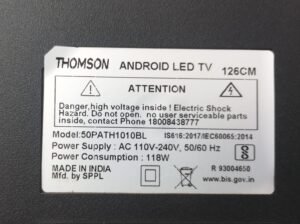 THOMSON ANDROID LED TV 126CM
ATTENTION
Danger,high voltage inside ! Electric Shock
Hazard. Do not open. no user serviceable parts
inside, contact Phone 18008438777
Model:50PATH1010BL IS616:2017/IEC60065:2014
Power Supply : AC 110V-240V, 50/60 Hz
Power Consumption : 118W
MADE IN INDIA R 93004650
Mfg. by SPPL www.bis.gov.in